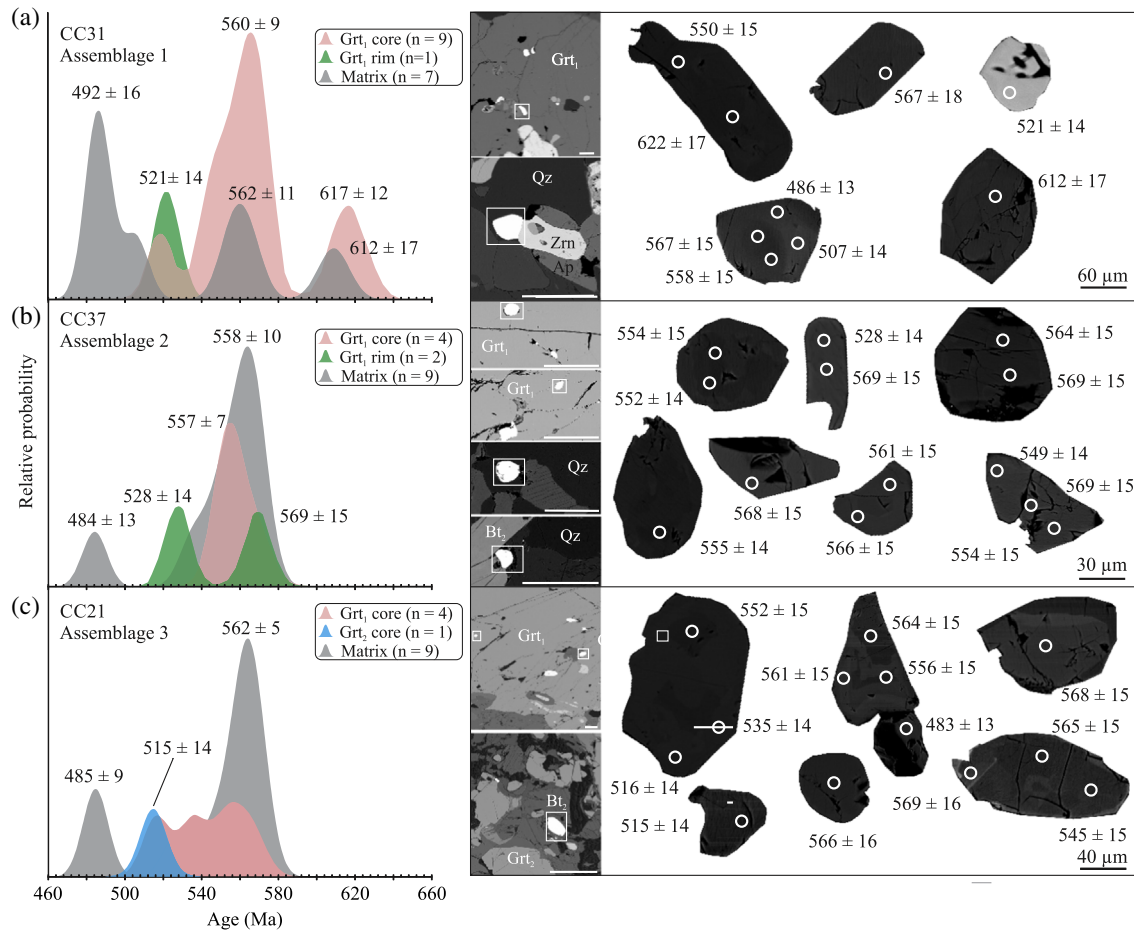 (a)
CC31
Assemblage 1
560 ± 9
Grt1 core (n = 9)
Grt1 rim (n=1)
Matrix (n = 7)
492 ± 16
521± 14
562 ± 11
617 ± 12
612 ± 17
Grt1
Qz
Zrn
Ap
550 ± 15
567 ± 18
521 ± 14
622 ± 17
486 ± 13
612 ± 17
567 ± 15
507 ± 14
558 ± 15
60 µm
(b)
CC37
Assemblage 2
558 ± 10
Grt1 core (n = 4)
Grt1 rim (n = 2)
Matrix (n = 9)
557 ± 7
528 ± 14
484 ± 13
569 ± 15
Grt1
Grt1
Qz
Bt2
Qz
554 ± 15
528 ± 14
564 ± 15
569 ± 15
569 ± 15
552 ± 14
561 ± 15
549 ± 14
569 ± 15
568 ± 15
566 ± 15
555 ± 14
554 ± 15
30 µm
(c)
CC21
Assemblage 3
562 ± 5
Grt1 core (n = 4)
Grt2 core (n = 1)
Matrix (n = 9)
515 ± 14
485 ± 9
Grt1
Bt2
Grt2
552 ± 15
564 ± 15
561 ± 15
556 ± 15
568 ± 15
535 ± 14
483 ± 13
565 ± 15
516 ± 14
569 ± 16
515 ± 14
566 ± 16
545 ± 15
40 µm
Relative probability
460 500 540 580 620 660
Age (Ma)